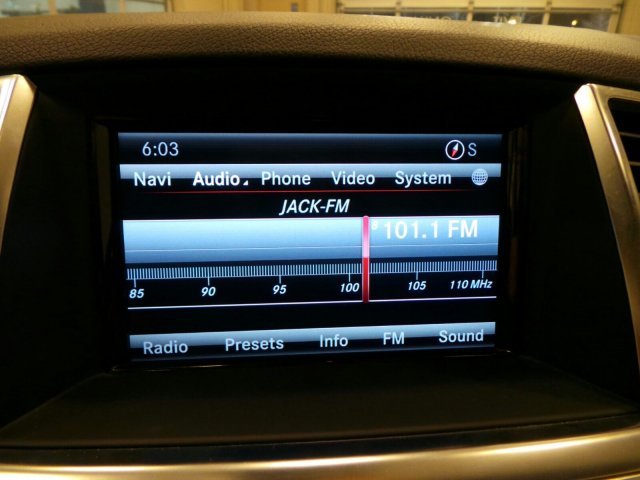 6:03 S
Navi Audio Phone Video System
JACK-FM
8 101.1 FM
85 90 95 100 105 110 MHz
Radio Presets Info FM Sound